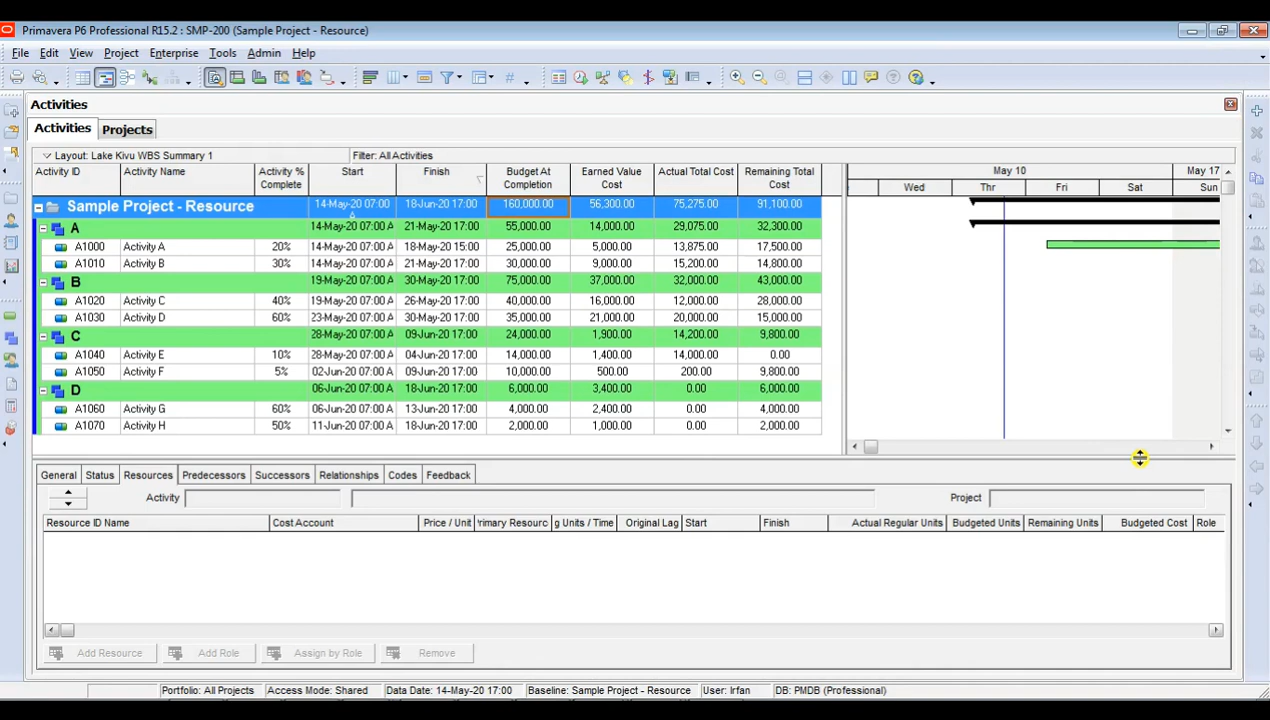 Primavera P6 Professional R15.2 : SMP-200 (Sample Project - Resource)
File Edit View Project Enterprise Tools Admin Help
Activities
Activities Projects
Layout: Lake Kivu WBS Summary 1 Filter: All Activities
Activity ID Activity Name Activity % Complete Start Finish Budget At Completion Earned Value Cost Actual Total Cost Remaining Total Cost
May 10 May 17
Wed Thr Fri Sat Sun
Sample Project - Resource 14-May-20 07:00 18-Jun-20 17:00 160,000.00 56,300.00 75,275.00 91,100.00
A 14-May-20 07:00 A 21-May-20 17:00 55,000.00 14,000.00 29,075.00 32,300.00
A1000 Activity A 20% 14-May-20 07:00 A 18-May-20 15:00 25,000.00 5,000.00 13,875.00 17,500.00
A1010 Activity B 30% 14-May-20 07:00 A 21-May-20 17:00 30,000.00 9,000.00 15,200.00 14,800.00
B 19-May-20 07:00 A 30-May-20 17:00 75,000.00 37,000.00 32,000.00 43,000.00
A1020 Activity C 40% 19-May-20 07:00 A 26-May-20 17:00 40,000.00 16,000.00 12,000.00 28,000.00
A1030 Activity D 60% 23-May-20 07:00 A 30-May-20 17:00 35,000.00 21,000.00 20,000.00 15,000.00
C 28-May-20 07:00 A 09-Jun-20 17:00 24,000.00 1,900.00 14,200.00 9,800.00
A1040 Activity E 10% 28-May-20 07:00 A 04-Jun-20 17:00 14,000.00 1,400.00 14,000.00 0.00
A1050 Activity F 5% 02-Jun-20 07:00 A 09-Jun-20 17:00 10,000.00 500.00 200.00 9,800.00
D 06-Jun-20 07:00 A 18-Jun-20 17:00 6,000.00 3,400.00 0.00 6,000.00
A1060 Activity G 60% 06-Jun-20 07:00 A 13-Jun-20 17:00 4,000.00 2,400.00 0.00 4,000.00
A1070 Activity H 50% 11-Jun-20 07:00 A 18-Jun-20 17:00 2,000.00 1,000.00 0.00 2,000.00
General Status Resources Predecessors Successors Relationships Codes Feedback
Activity Project
Resource ID Name Cost Account Price / Unit rimary Resourc g Units / Time Original Lag Start Finish Actual Regular Units Budgeted Units Remaining Units Budgeted Cost Role
Add Resource Add Role Assign by Role Remove
Portfolio: All Projects Access Mode: Shared Data Date: 14-May-20 07:00 Baseline: Sample Project - Resource User: Irfan DB: PMDB (Professional)